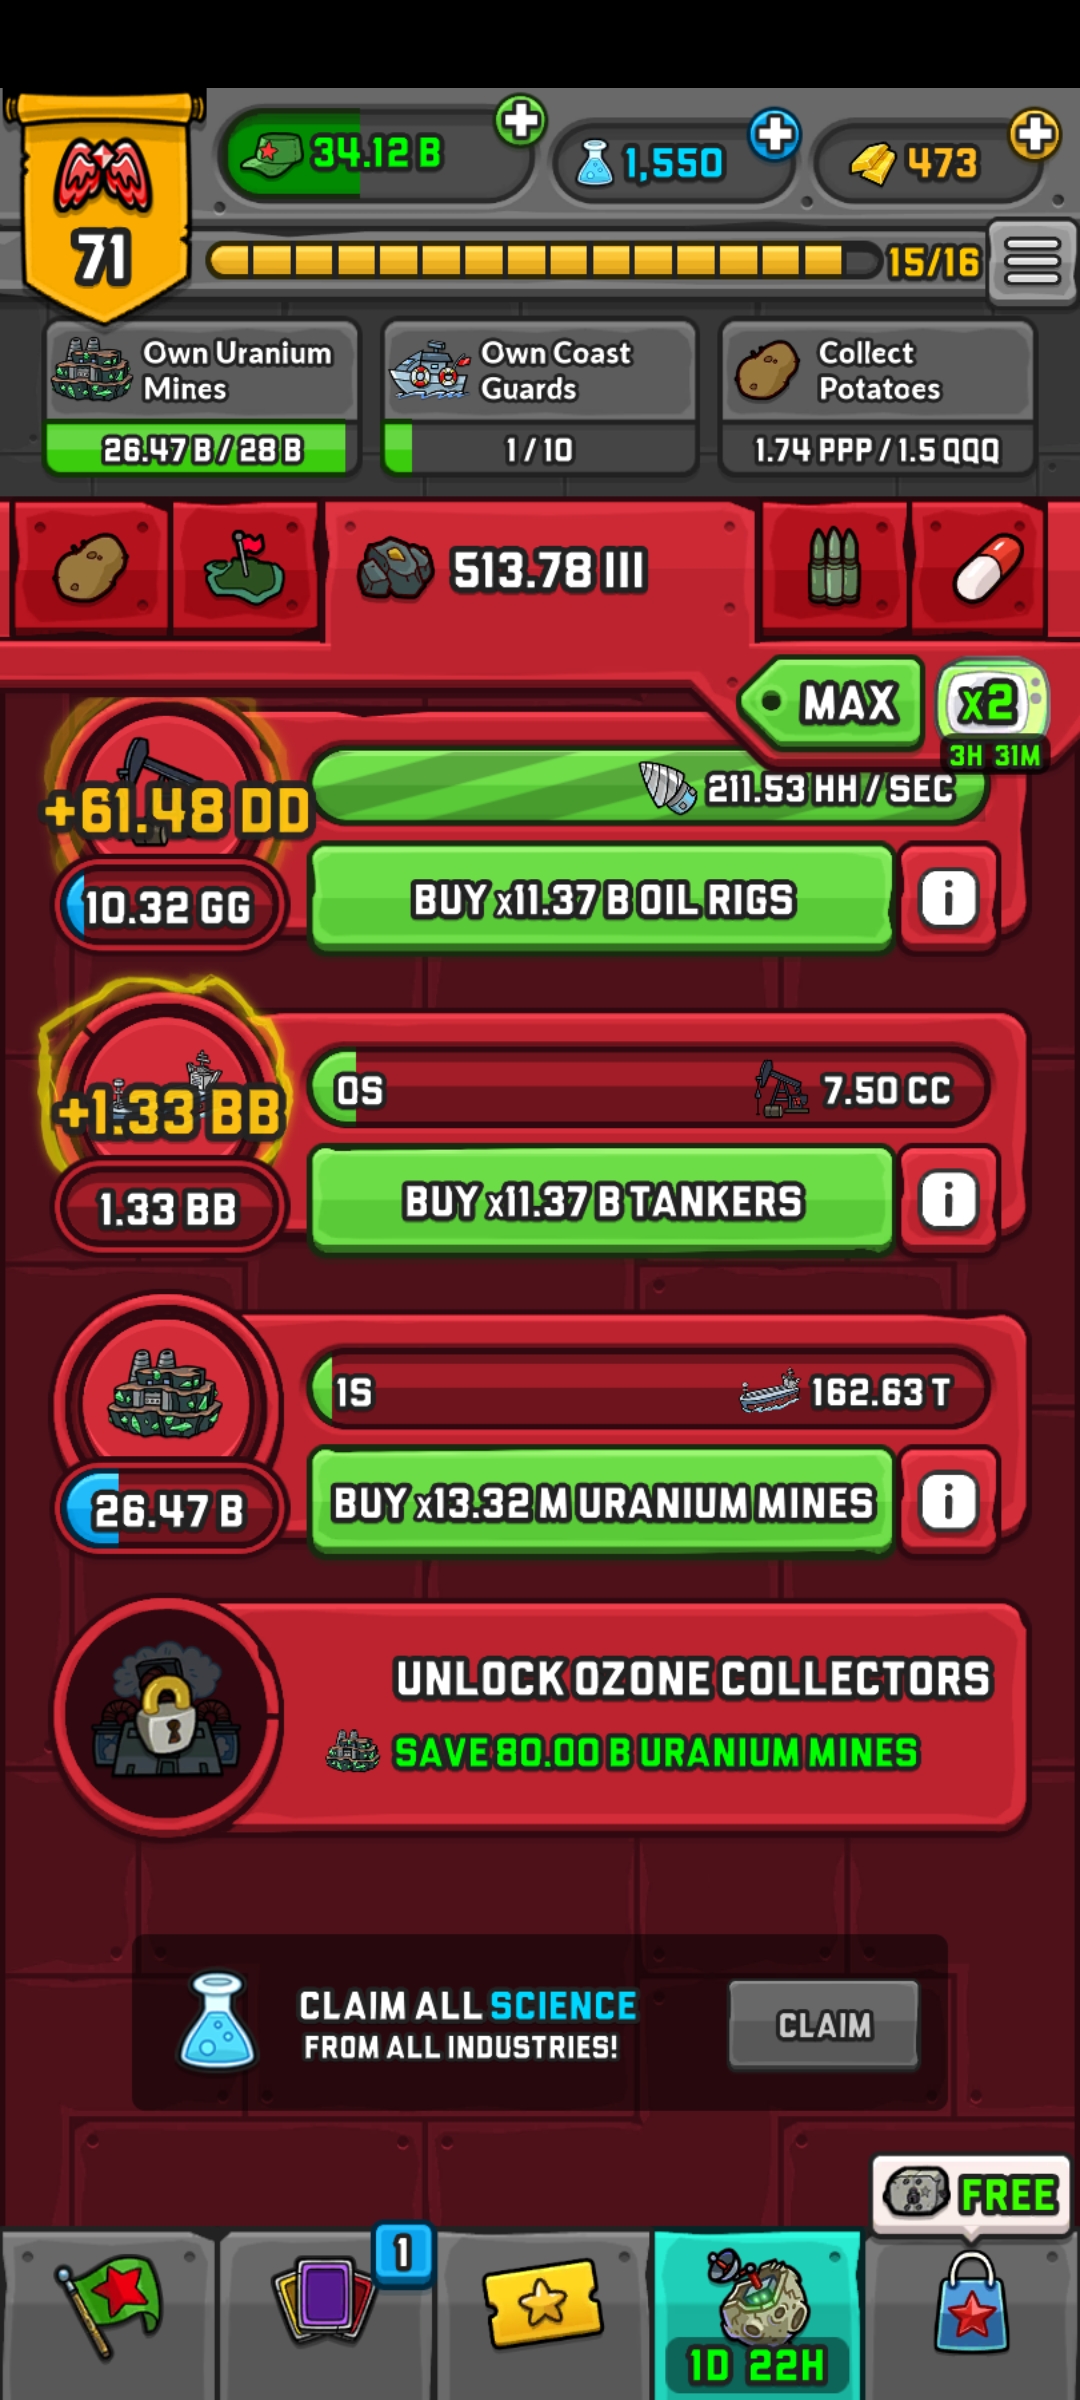 34.12 B
1,550
473
71
15/16
Own Uranium
Mines
26.47 B / 28 B
Own Coast
Guards
1 / 10
Collect
Potatoes
1.74 PPP / 1.5 QQQ
513.78 III
MAX
x2
3H 31M
+61.48 DD
211.53 HH / SEC
10.32 GG
BUY x11.37 B OIL RIGS
i
+1.33 BB
0S
7.50 CC
1.33 BB
BUY x11.37 B TANKERS
i
1S
162.63 T
26.47 B
BUY x13.32 M URANIUM MINES
i
UNLOCK OZONE COLLECTORS
SAVE 80.00 B URANIUM MINES
CLAIM ALL SCIENCE
FROM ALL INDUSTRIES!
CLAIM
FREE
1
1D 22H